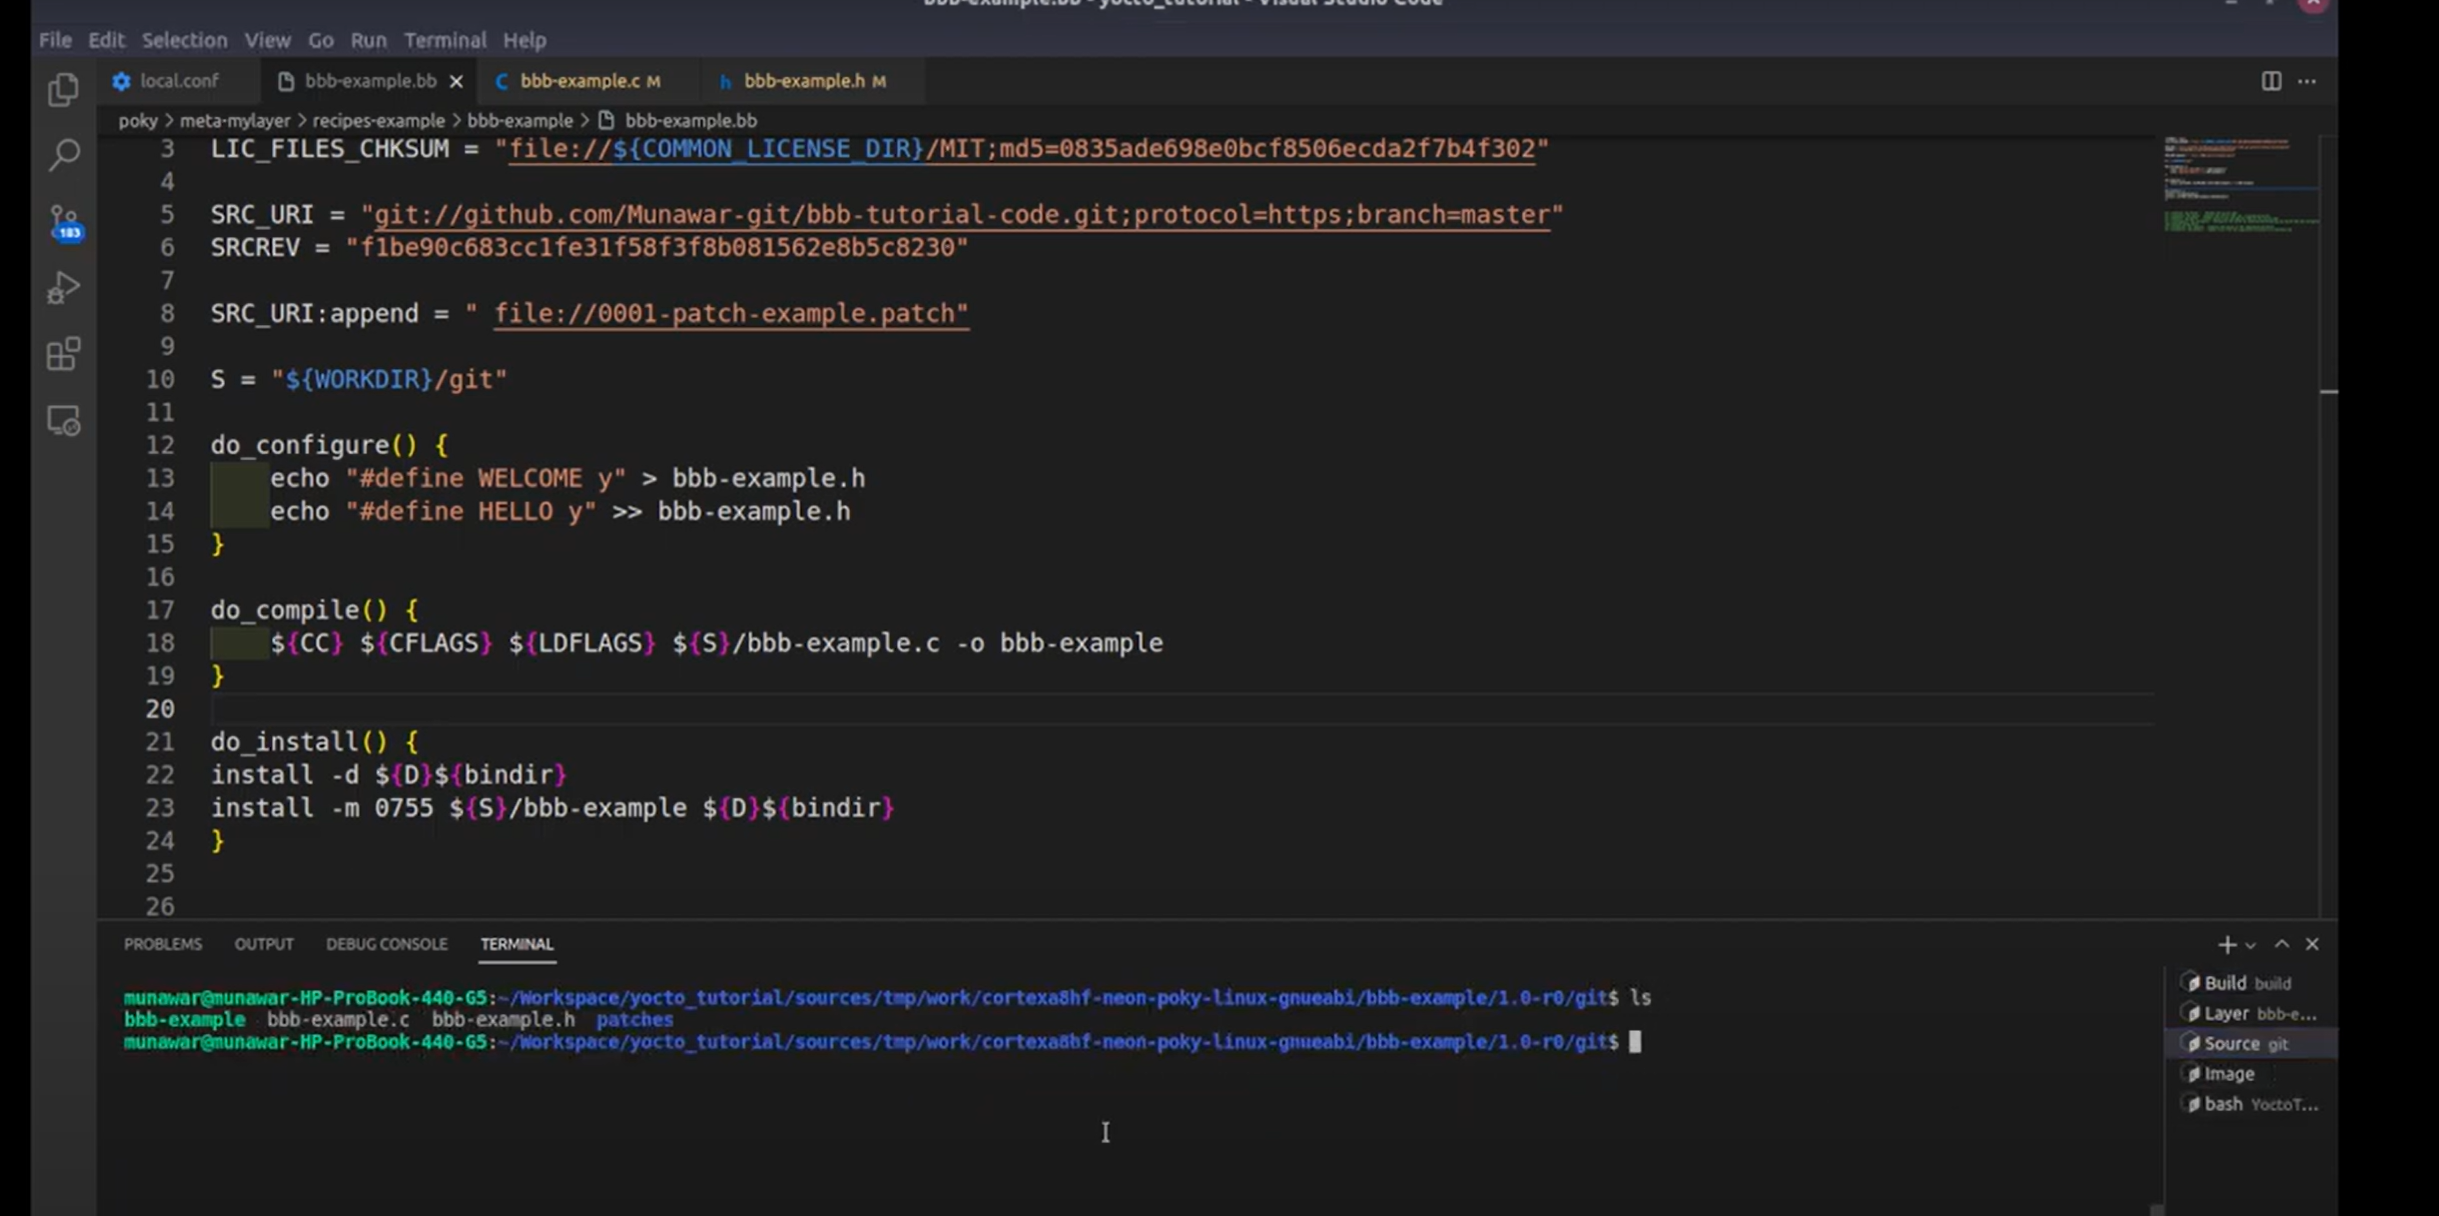 bbb-example.bb - yocto_tutorial - Visual Studio Code
File Edit Selection View Go Run Terminal Help
local.conf bbb-example.bb bbb-example.c M bbb-example.h M
poky > meta-mylayer > recipes-example > bbb-example > bbb-example.bb
3 LIC_FILES_CHKSUM = "file://${COMMON_LICENSE_DIR}/MIT;md5=0835ade698e0bcf8506ecda2f7b4f302"
4
5 SRC_URI = "git://github.com/Munawar-git/bbb-tutorial-code.git;protocol=https;branch=master"
6 SRCREV = "f1be90c683cc1fe31f58f3f8b081562e8b5c8230"
7
8 SRC_URI:append = " file://0001-patch-example.patch"
9
10 S = "${WORKDIR}/git"
11
12 do_configure() {
13 echo "#define WELCOME y" > bbb-example.h
14 echo "#define HELLO y" >> bbb-example.h
15 }
16
17 do_compile() {
18 ${CC} ${CFLAGS} ${LDFLAGS} ${S}/bbb-example.c -o bbb-example
19 }
20
21 do_install() {
22 install -d ${D}${bindir}
23 install -m 0755 ${S}/bbb-example ${D}${bindir}
24 }
25
26
183
PROBLEMS OUTPUT DEBUG CONSOLE TERMINAL
munawar@munawar-HP-ProBook-440-G5:~/Workspace/yocto_tutorial/sources/tmp/work/cortexa8hf-neon-poky-linux-gnueabi/bbb-example/1.0-r0/git$ ls
bbb-example bbb-example.c bbb-example.h patches
munawar@munawar-HP-ProBook-440-G5:~/Workspace/yocto_tutorial/sources/tmp/work/cortexa8hf-neon-poky-linux-gnueabi/bbb-example/1.0-r0/git$
Build build
Layer bbb-e...
Source git
Image
bash YoctoT...